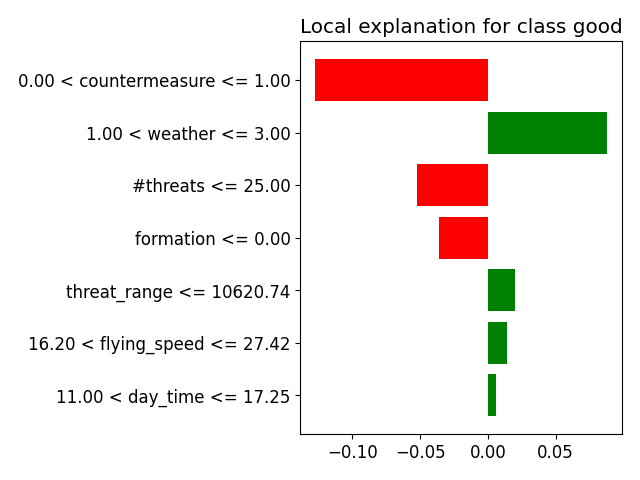 Local explanation for class good
0.00 < countermeasure <= 1.00
1.00 < weather <= 3.00
#threats <= 25.00
formation <= 0.00
threat_range <= 10620.74
16.20 < flying_speed <= 27.42
11.00 < day_time <= 17.25
−0.10 −0.05 0.00 0.05